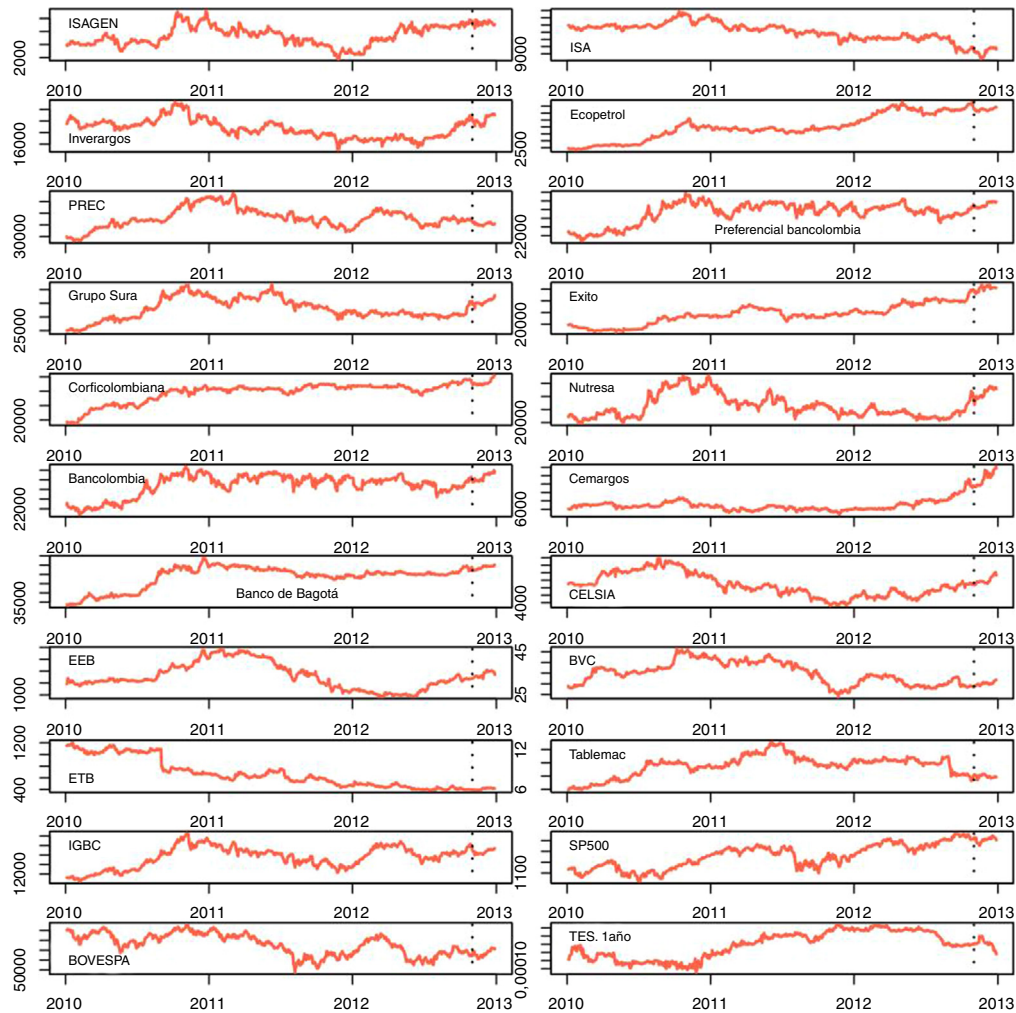 ISAGEN
2000
2010 2011 2012 2013
ISA
9000
2010 2011 2012 2013
Inverargos
16000
2010 2011 2012 2013
Ecopetrol
2500
2010 2011 2012 2013
PREC
30000
2010 2011 2012 2013
Preferencial bancolombia
22000
2010 2011 2012 2013
Grupo Sura
25000
2010 2011 2012 2013
Exito
20000
2010 2011 2012 2013
Corficolombiana
20000
2010 2011 2012 2013
Nutresa
20000
2010 2011 2012 2013
Bancolombia
22000
2010 2011 2012 2013
Cemargos
6000
2010 2011 2012 2013
Banco de Bagotá
35000
2010 2011 2012 2013
CELSIA
4000
2010 2011 2012 2013
EEB
1000
2010 2011 2012 2013
BVC
25 45
2010 2011 2012 2013
ETB
400 1200
2010 2011 2012 2013
Tablemac
6 12
2010 2011 2012 2013
IGBC
12000
2010 2011 2012 2013
SP500
1100
2010 2011 2012 2013
BOVESPA
50000
2010 2011 2012 2013
TES. 1año
0,00010
2010 2011 2012 2013